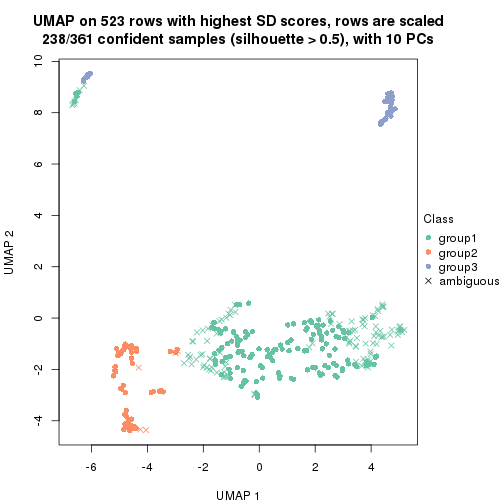 UMAP on 523 rows with highest SD scores, rows are scaled
238/361 confident samples (silhouette > 0.5), with 10 PCs
10
8
6
4
2
0
-2
-4
UMAP 2
-6
-4
-2
0
2
4
UMAP 1
Class
group1
group2
group3
ambiguous